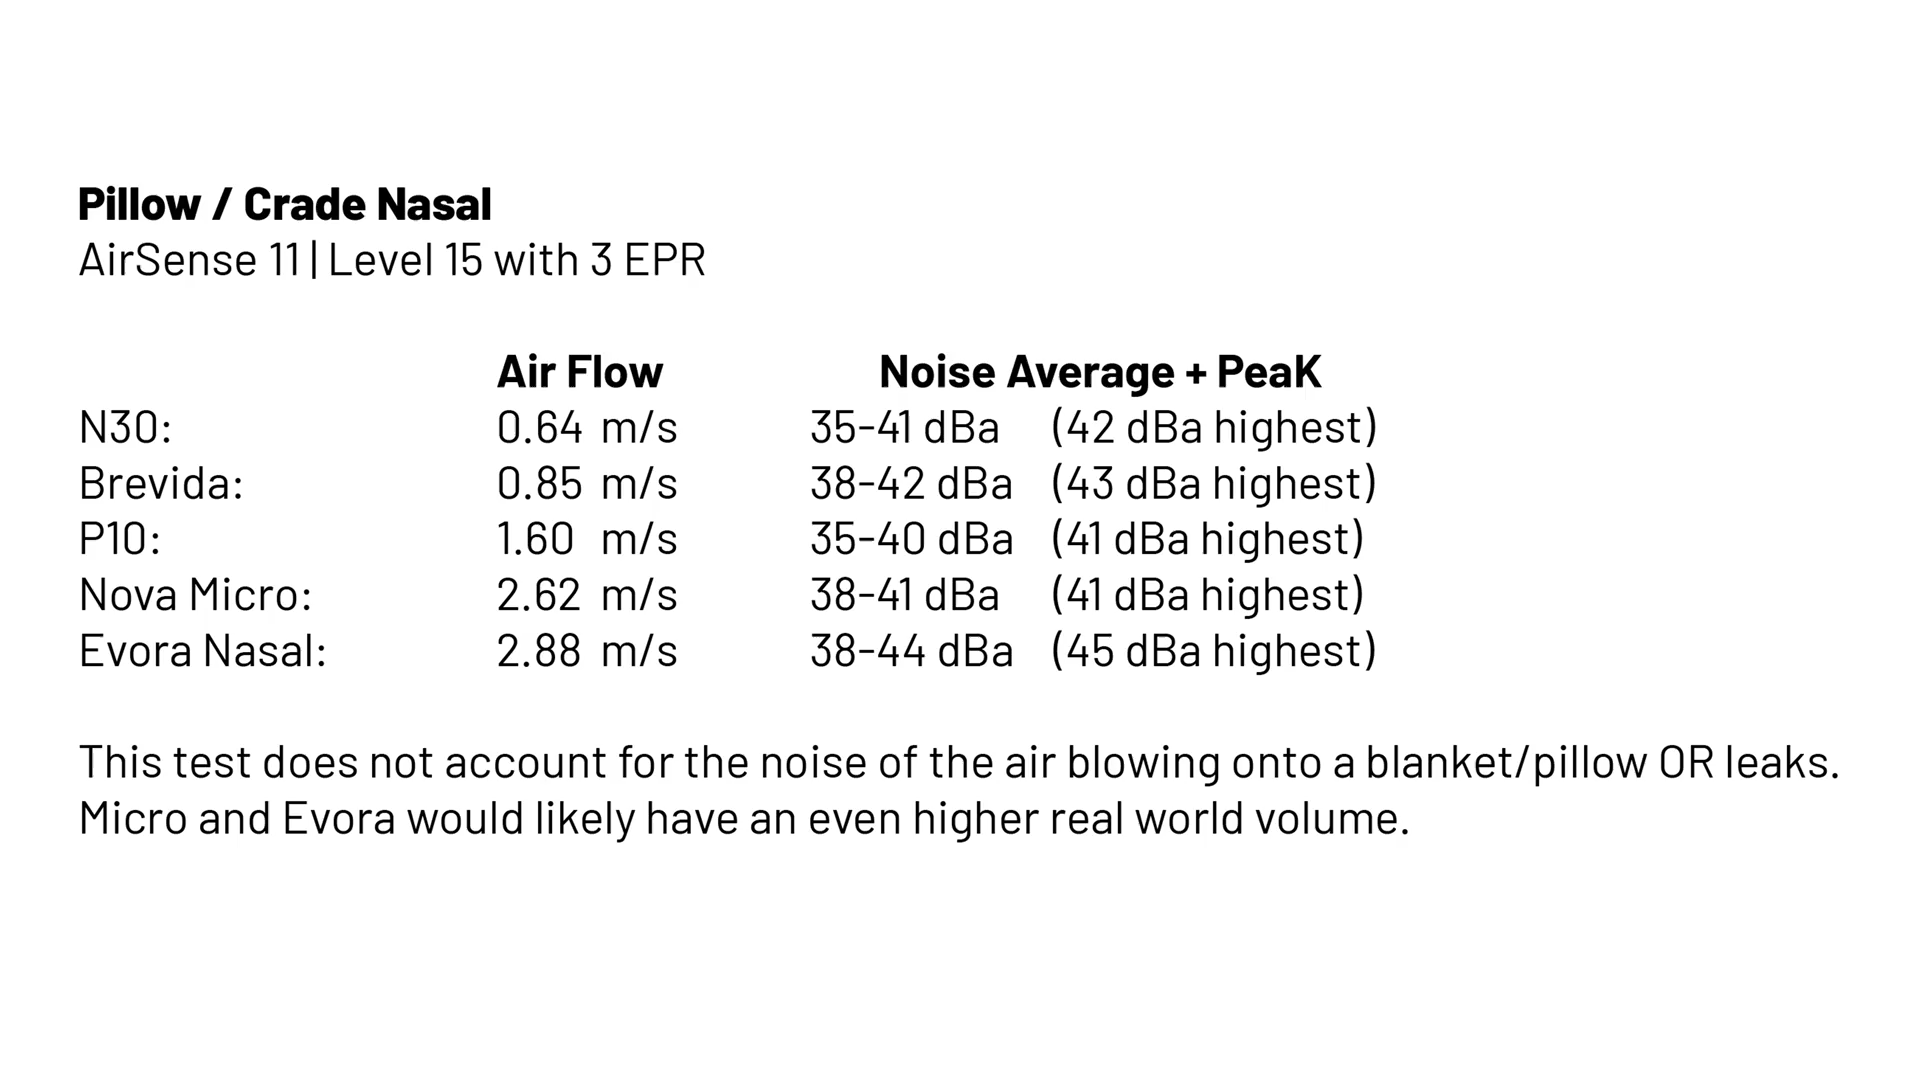 Pillow / Crade Nasal
AirSense 11 | Level 15 with 3 EPR
Air Flow Noise Average + PeaK
N30: 0.64 m/s 35-41 dBa (42 dBa highest)
Brevida: 0.85 m/s 38-42 dBa (43 dBa highest)
P10: 1.60 m/s 35-40 dBa (41 dBa highest)
Nova Micro: 2.62 m/s 38-41 dBa (41 dBa highest)
Evora Nasal: 2.88 m/s 38-44 dBa (45 dBa highest)
This test does not account for the noise of the air blowing onto a blanket/pillow OR leaks.
Micro and Evora would likely have an even higher real world volume.